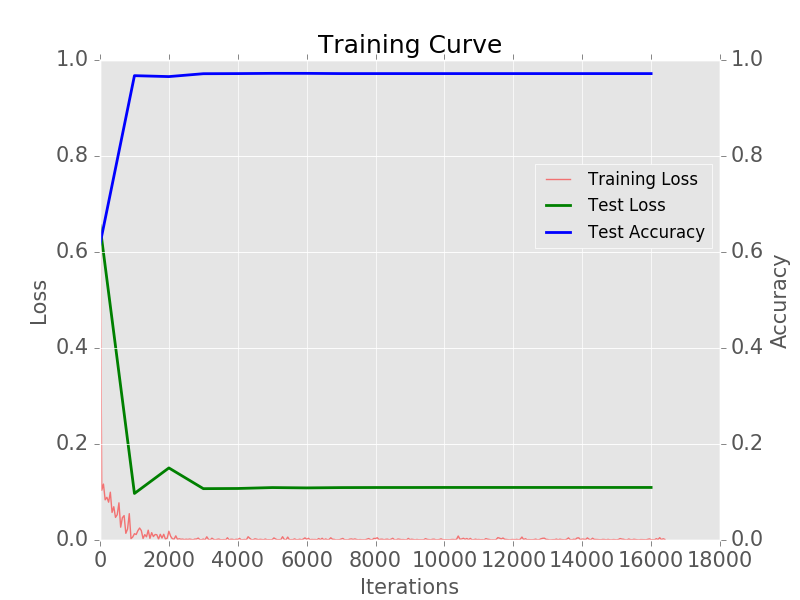 Training Curve
1.0
0.8
0.6
0.4
0.2
0.0
Loss
1.0
0.8
0.6
0.4
0.2
0.0
Accuracy
Training Loss
Test Loss
Test Accuracy
0 2000 4000 6000 8000 10000 12000 14000 16000 18000
Iterations